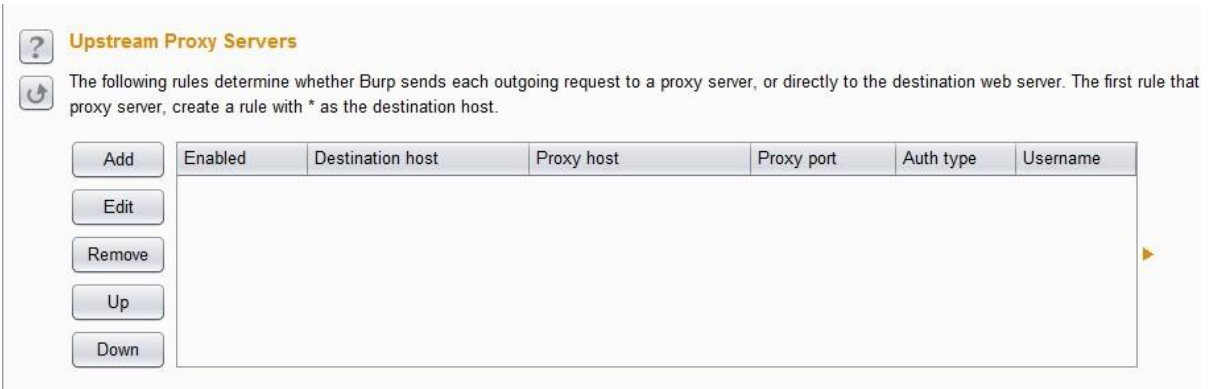 ?
Upstream Proxy Servers
The following rules determine whether Burp sends each outgoing request to a proxy server, or directly to the destination web server. The first rule that
proxy server, create a rule with * as the destination host.
Add
Enabled Destination host Proxy host Proxy port Auth type Username
Edit
Remove
Up
Down